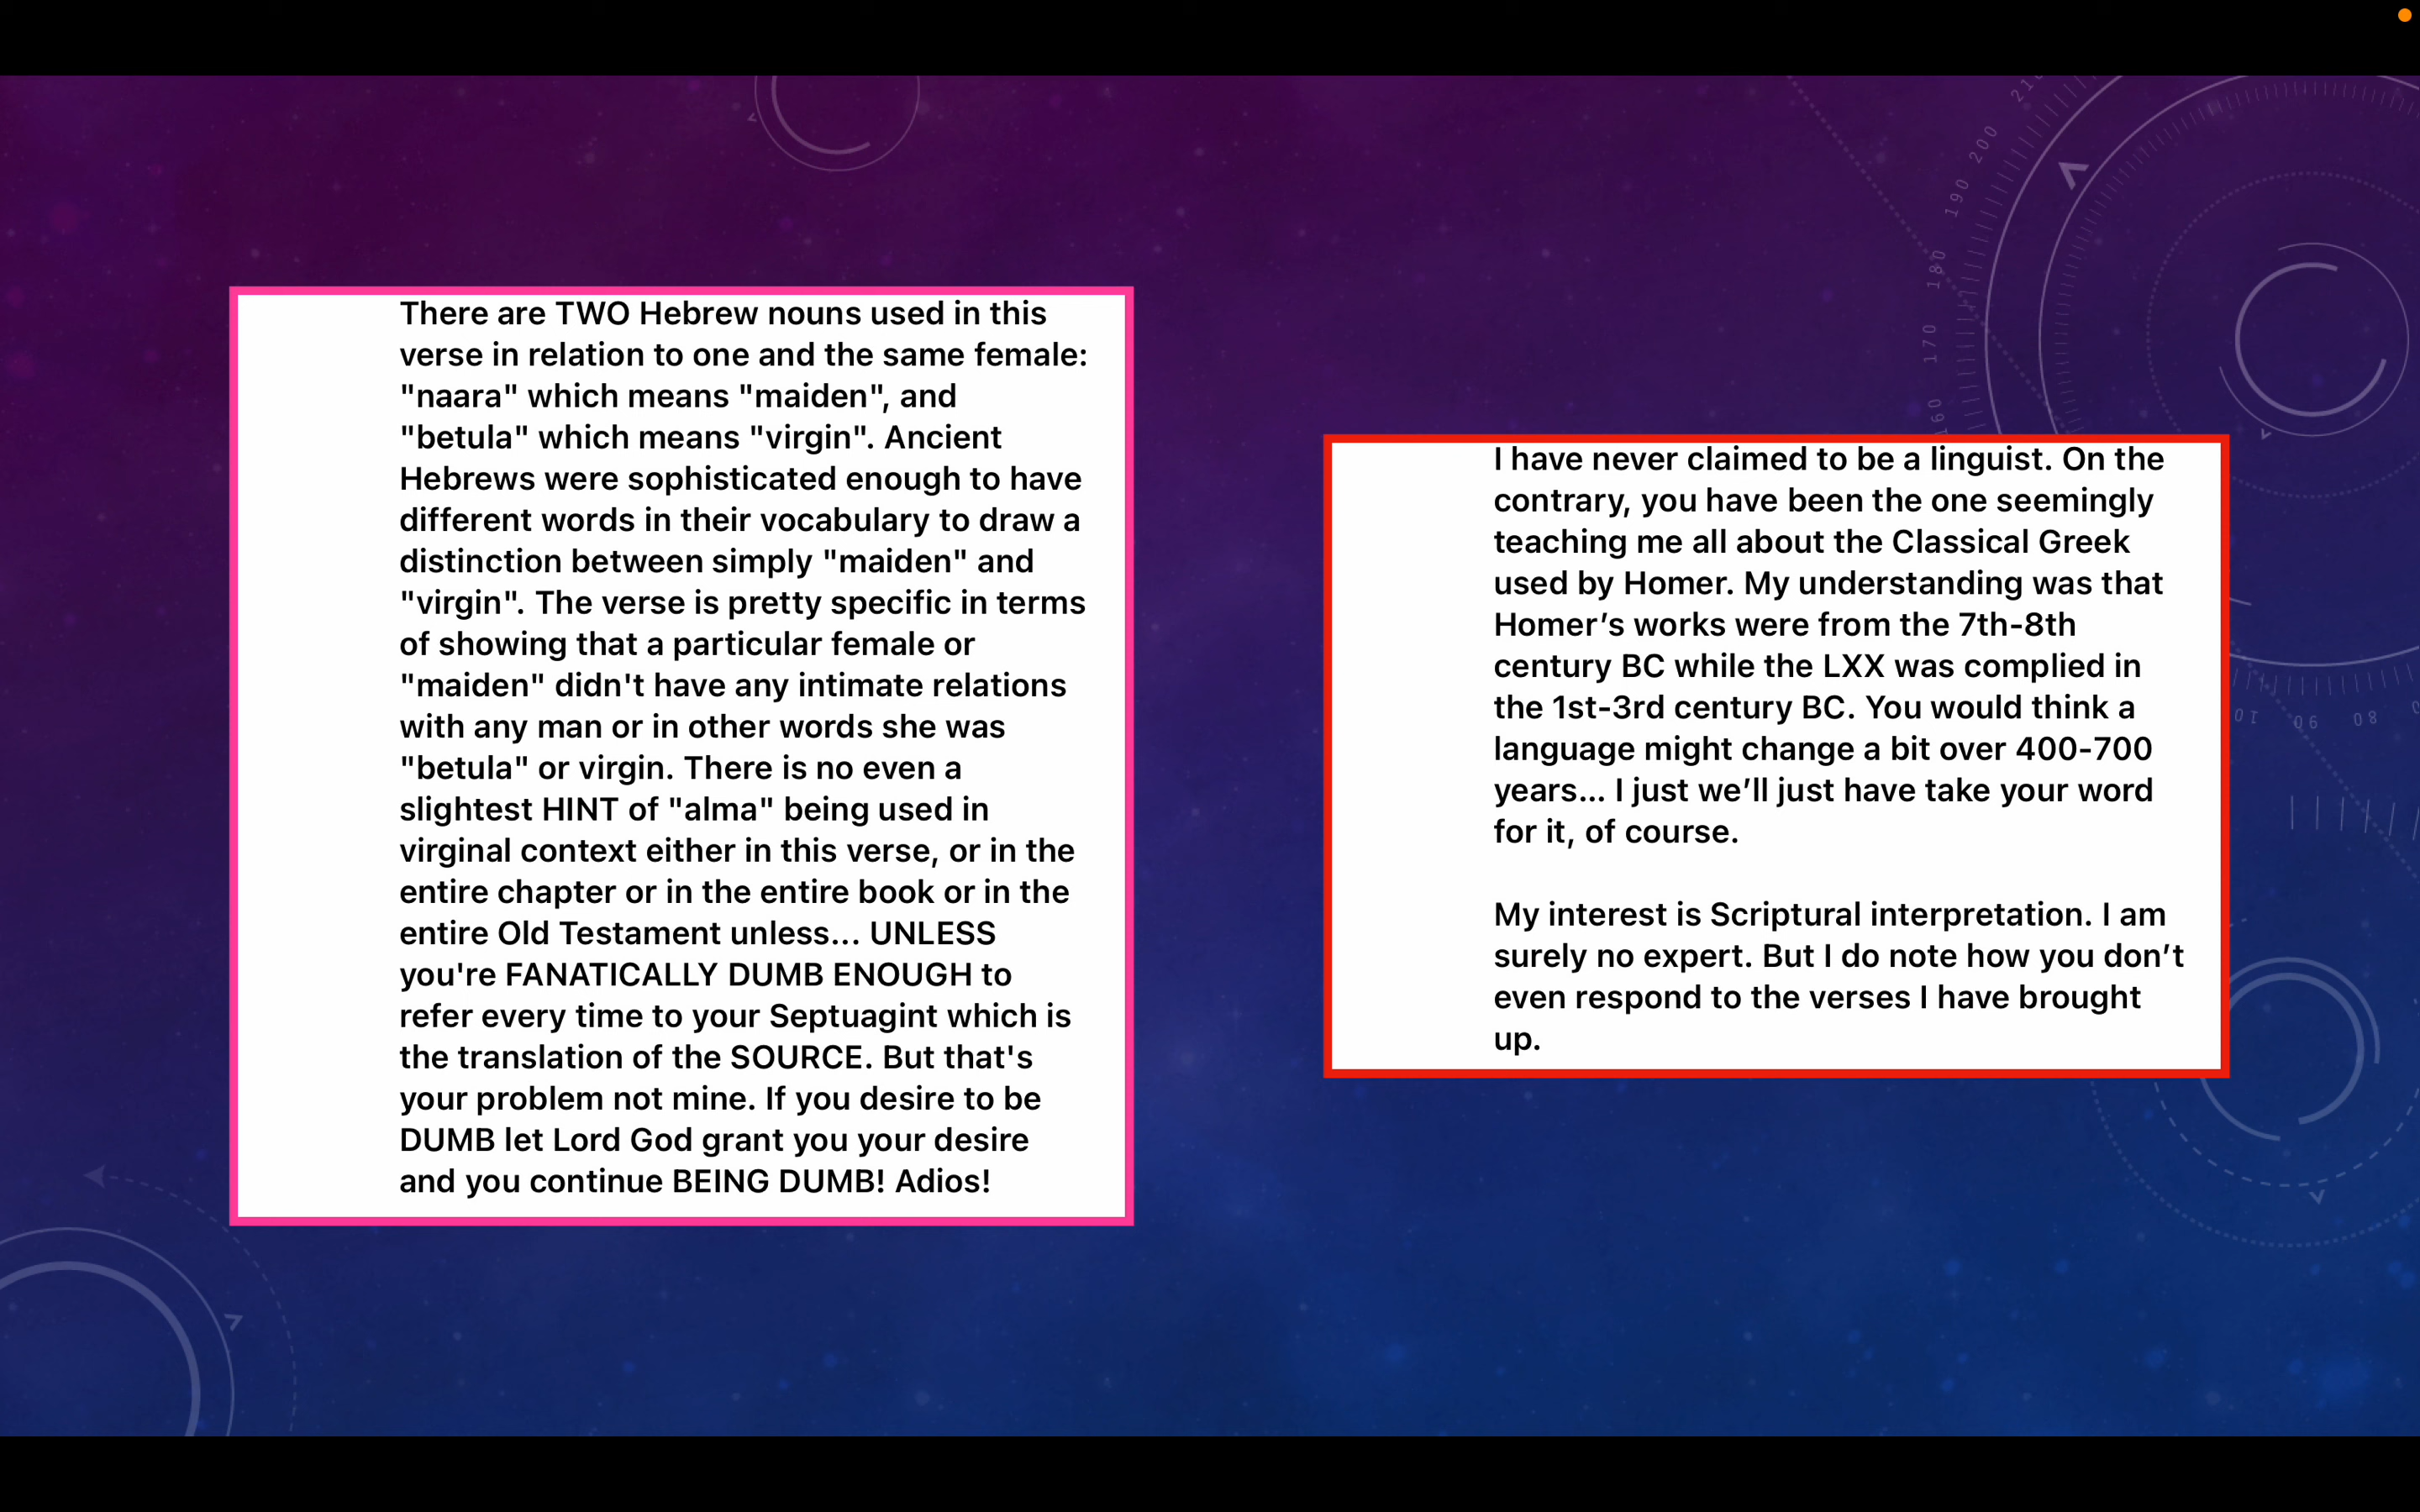 There are TWO Hebrew nouns used in this
verse in relation to one and the same female:
"naara" which means "maiden", and
"betula" which means "virgin". Ancient
Hebrews were sophisticated enough to have
different words in their vocabulary to draw a
distinction between simply "maiden" and
"virgin". The verse is pretty specific in terms
of showing that a particular female or
"maiden" didn't have any intimate relations
with any man or in other words she was
"betula" or virgin. There is no even a
slightest HINT of "alma" being used in
virginal context either in this verse, or in the
entire chapter or in the entire book or in the
entire Old Testament unless... UNLESS
you're FANATICALLY DUMB ENOUGH to
refer every time to your Septuagint which is
the translation of the SOURCE. But that's
your problem not mine. If you desire to be
DUMB let Lord God grant you your desire
and you continue BEING DUMB! Adios!
I have never claimed to be a linguist. On the
contrary, you have been the one seemingly
teaching me all about the Classical Greek
used by Homer. My understanding was that
Homer’s works were from the 7th-8th
century BC while the LXX was complied in
the 1st-3rd century BC. You would think a
language might change a bit over 400-700
years... I just we’ll just have take your word
for it, of course.
My interest is Scriptural interpretation. I am
surely no expert. But I do note how you don’t
even respond to the verses I have brought
up.
210
200
190
180
170
160
90
80